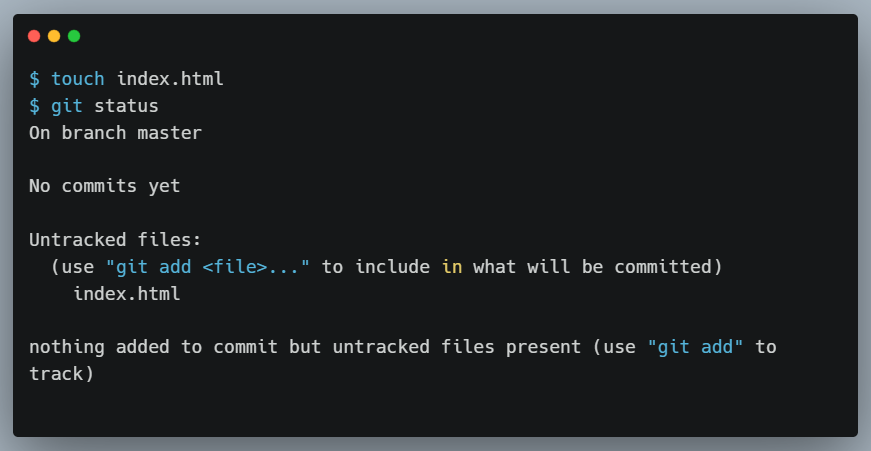 $ touch index.html
$ git status
On branch master
No commits yet
Untracked files:
(use "git add <file>..." to include in what will be committed)
index.html
nothing added to commit but untracked files present (use "git add" to
track)